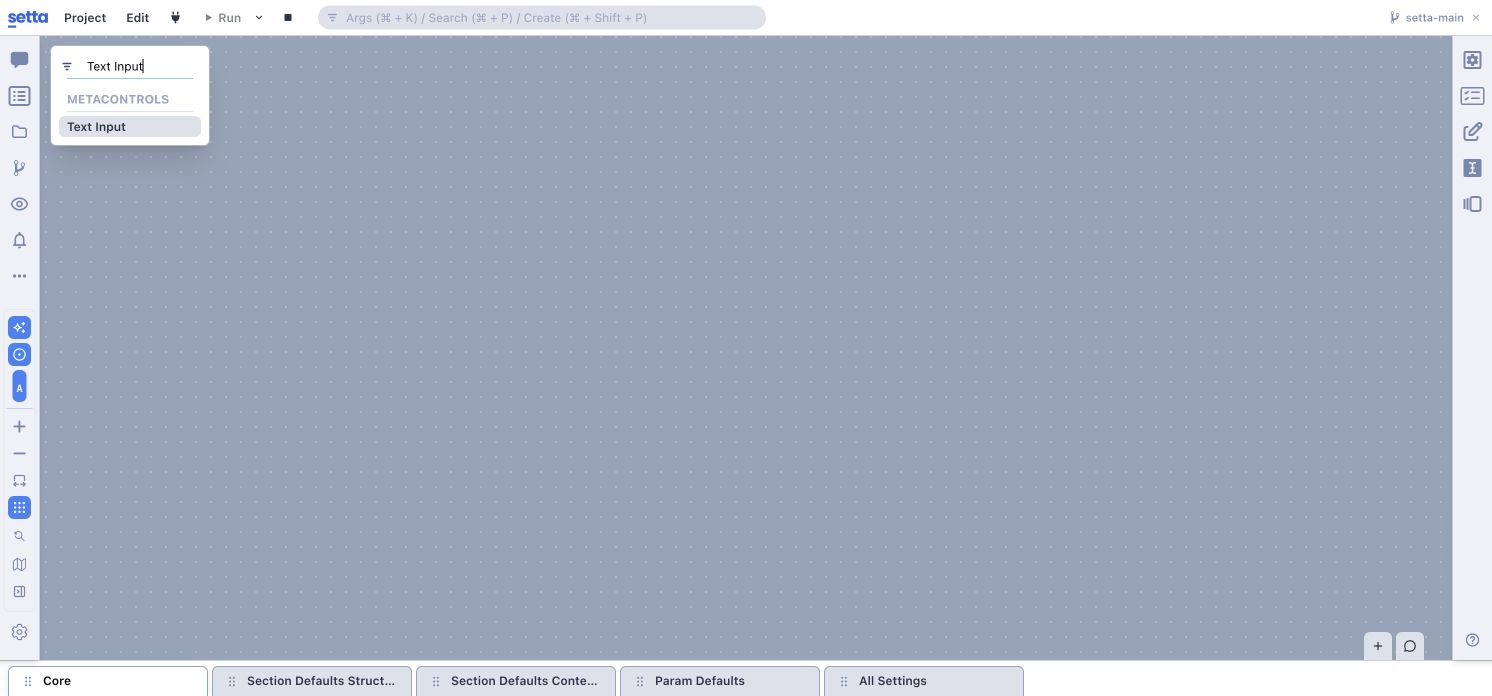 setta Project Edit Run Args (⌘ + K) / Search (⌘ + P) / Create (⌘ + Shift + P) setta-main
Text Input
METACONTROLS
Text Input
A
Core Section Defaults Struct... Section Defaults Conte... Param Defaults All Settings